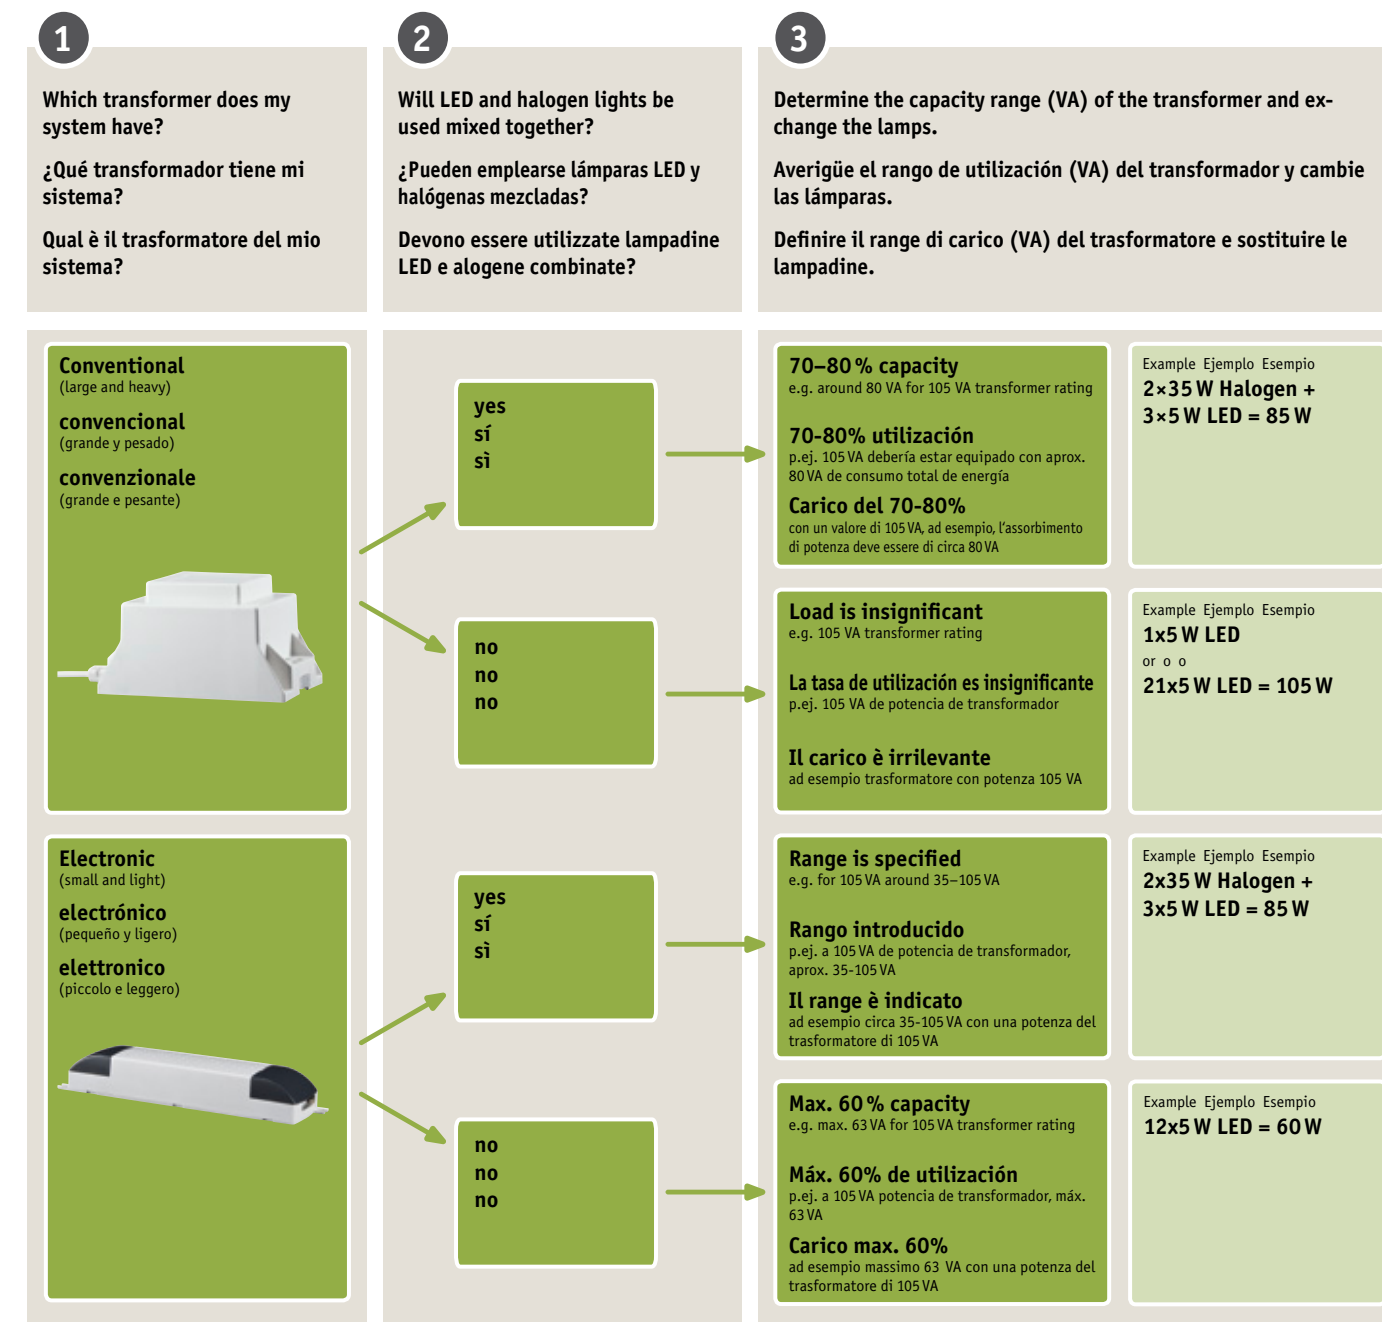 1
Which transformer does my
system have?
¿Qué transformador tiene mi
sistema?
Qual è il trasformatore del mio
sistema?
2
Will LED and halogen lights be
used mixed together?
¿Pueden emplearse lámparas LED y
halógenas mezcladas?
Devono essere utilizzate lampadine
LED e alogene combinate?
3
Determine the capacity range (VA) of the transformer and ex-
change the lamps.
Averigüe el rango de utilización (VA) del transformador y cambie
las lámparas.
Definire il range di carico (VA) del trasformatore e sostituire le
lampadine.
Conventional
(large and heavy)
convencional
(grande y pesado)
convenzionale
(grande e pesante)
yes
sí
sì
70–80 % capacity
e.g. around 80 VA for 105 VA transformer rating
70-80% utilización
p.ej. 105 VA debería estar equipado con aprox.
80 VA de consumo total de energía
Carico del 70-80%
con un valore di 105 VA, ad esempio, l'assorbimento
di potenza deve essere di circa 80 VA
Example Ejemplo Esempio
2×35 W Halogen +
3×5 W LED = 85 W
no
no
no
Load is insignificant
e.g. 105 VA transformer rating
La tasa de utilización es insignificante
p.ej. 105 VA de potencia de transformador
Il carico è irrilevante
ad esempio trasformatore con potenza 105 VA
Example Ejemplo Esempio
1x5 W LED
or o o
21x5 W LED = 105 W
Electronic
(small and light)
electrónico
(pequeño y ligero)
elettronico
(piccolo e leggero)
yes
sí
sì
Range is specified
e.g. for 105 VA around 35–105 VA
Rango introducido
p.ej. a 105 VA de potencia de transformador,
aprox. 35-105 VA
Il range è indicato
ad esempio circa 35-105 VA con una potenza del
trasformatore di 105 VA
Example Ejemplo Esempio
2x35 W Halogen +
3x5 W LED = 85 W
no
no
no
Max. 60 % capacity
e.g. max. 63 VA for 105 VA transformer rating
Máx. 60% de utilización
p.ej. a 105 VA potencia de transformador, máx.
63 VA
Carico max. 60%
ad esempio massimo 63 VA con una potenza del
trasformatore di 105 VA
Example Ejemplo Esempio
12x5 W LED = 60 W